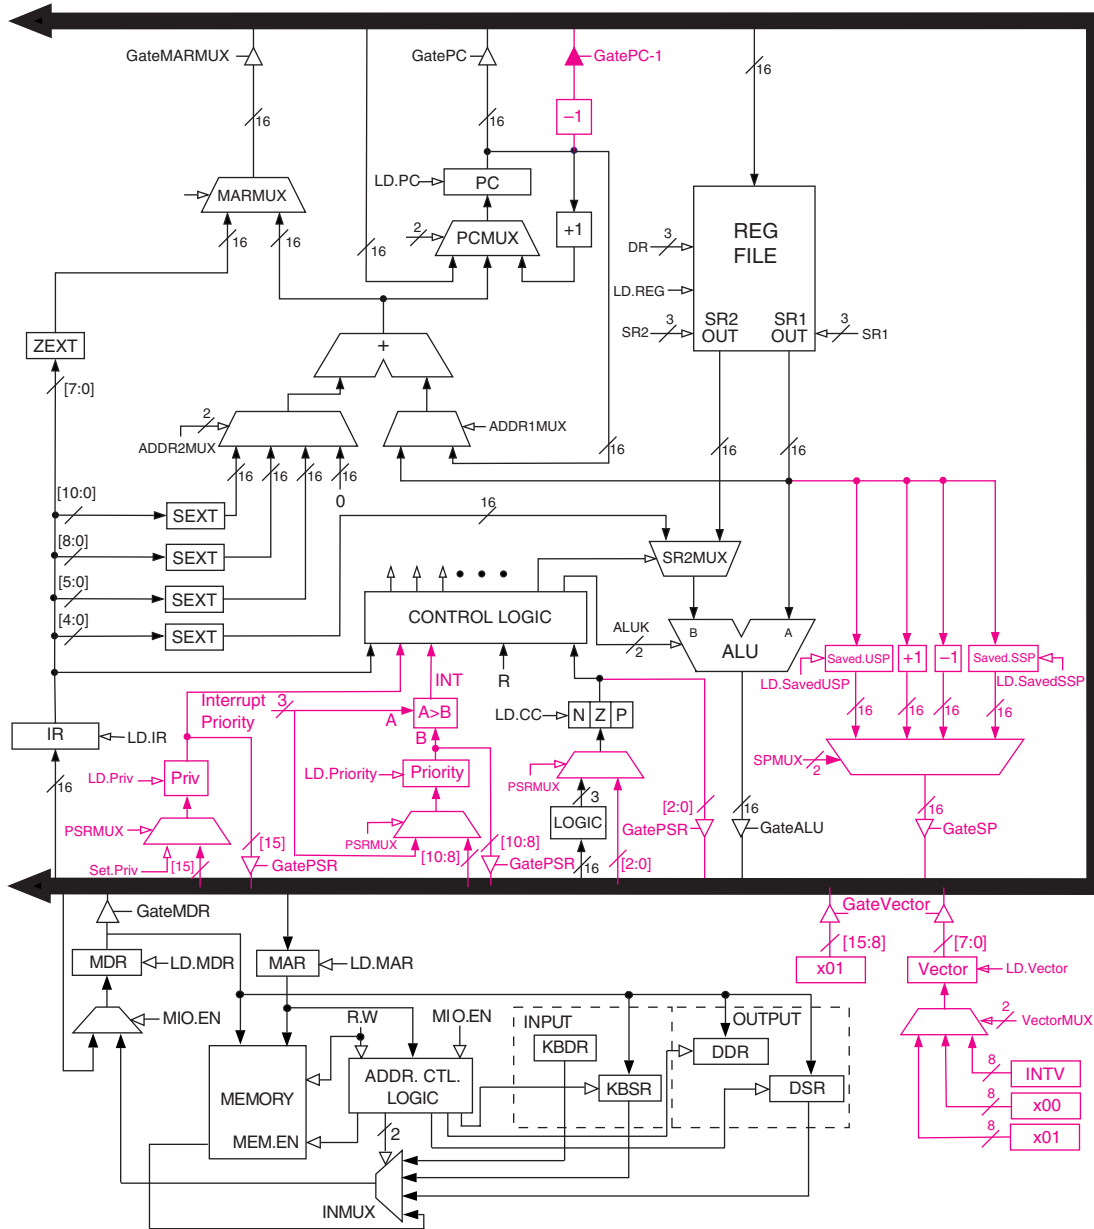 GateMARMUX
GatePC
GatePC-1
16
16
16
–1
LD.PC
PC
MARMUX
2
PCMUX
+1
REG
FILE
16
16
16
DR
3
LD.REG
SR2
3
SR2
OUT
SR1
OUT
3
SR1
ZEXT
[7:0]
+
2
ADDR2MUX
ADDR1MUX
16
16
16
16
16
16
16
0
[10:0]
SEXT
16
[8:0]
SEXT
SR2MUX
[5:0]
SEXT
[4:0]
SEXT
CONTROL LOGIC
ALUK
2
B
A
ALU
Saved.USP
+1
–1
Saved.SSP
LD.SavedUSP
LD.SavedSSP
INT
R
Interrupt
Priority
3
A
A>B
B
LD.CC
N
Z
P
16
16
16
16
IR
LD.IR
16
LD.Priv
Priv
LD.Priority
Priority
PSRMUX
SPMUX
2
PSRMUX
PSRMUX
3
LOGIC
[2:0]
GatePSR
16
GateALU
16
GateSP
[15]
GatePSR
[10:8]
[10:8]
GatePSR
16
[2:0]
Set.Priv
[15]
GateMDR
GateVector
[15:8]
[7:0]
MDR
LD.MDR
MAR
LD.MAR
x01
Vector
LD.Vector
MIO.EN
R.W
MIO.EN
INPUT
KBDR
OUTPUT
DDR
2
VectorMUX
MEMORY
ADDR. CTL.
LOGIC
KBSR
DSR
8
INTV
8
x00
8
x01
MEM.EN
2
INMUX